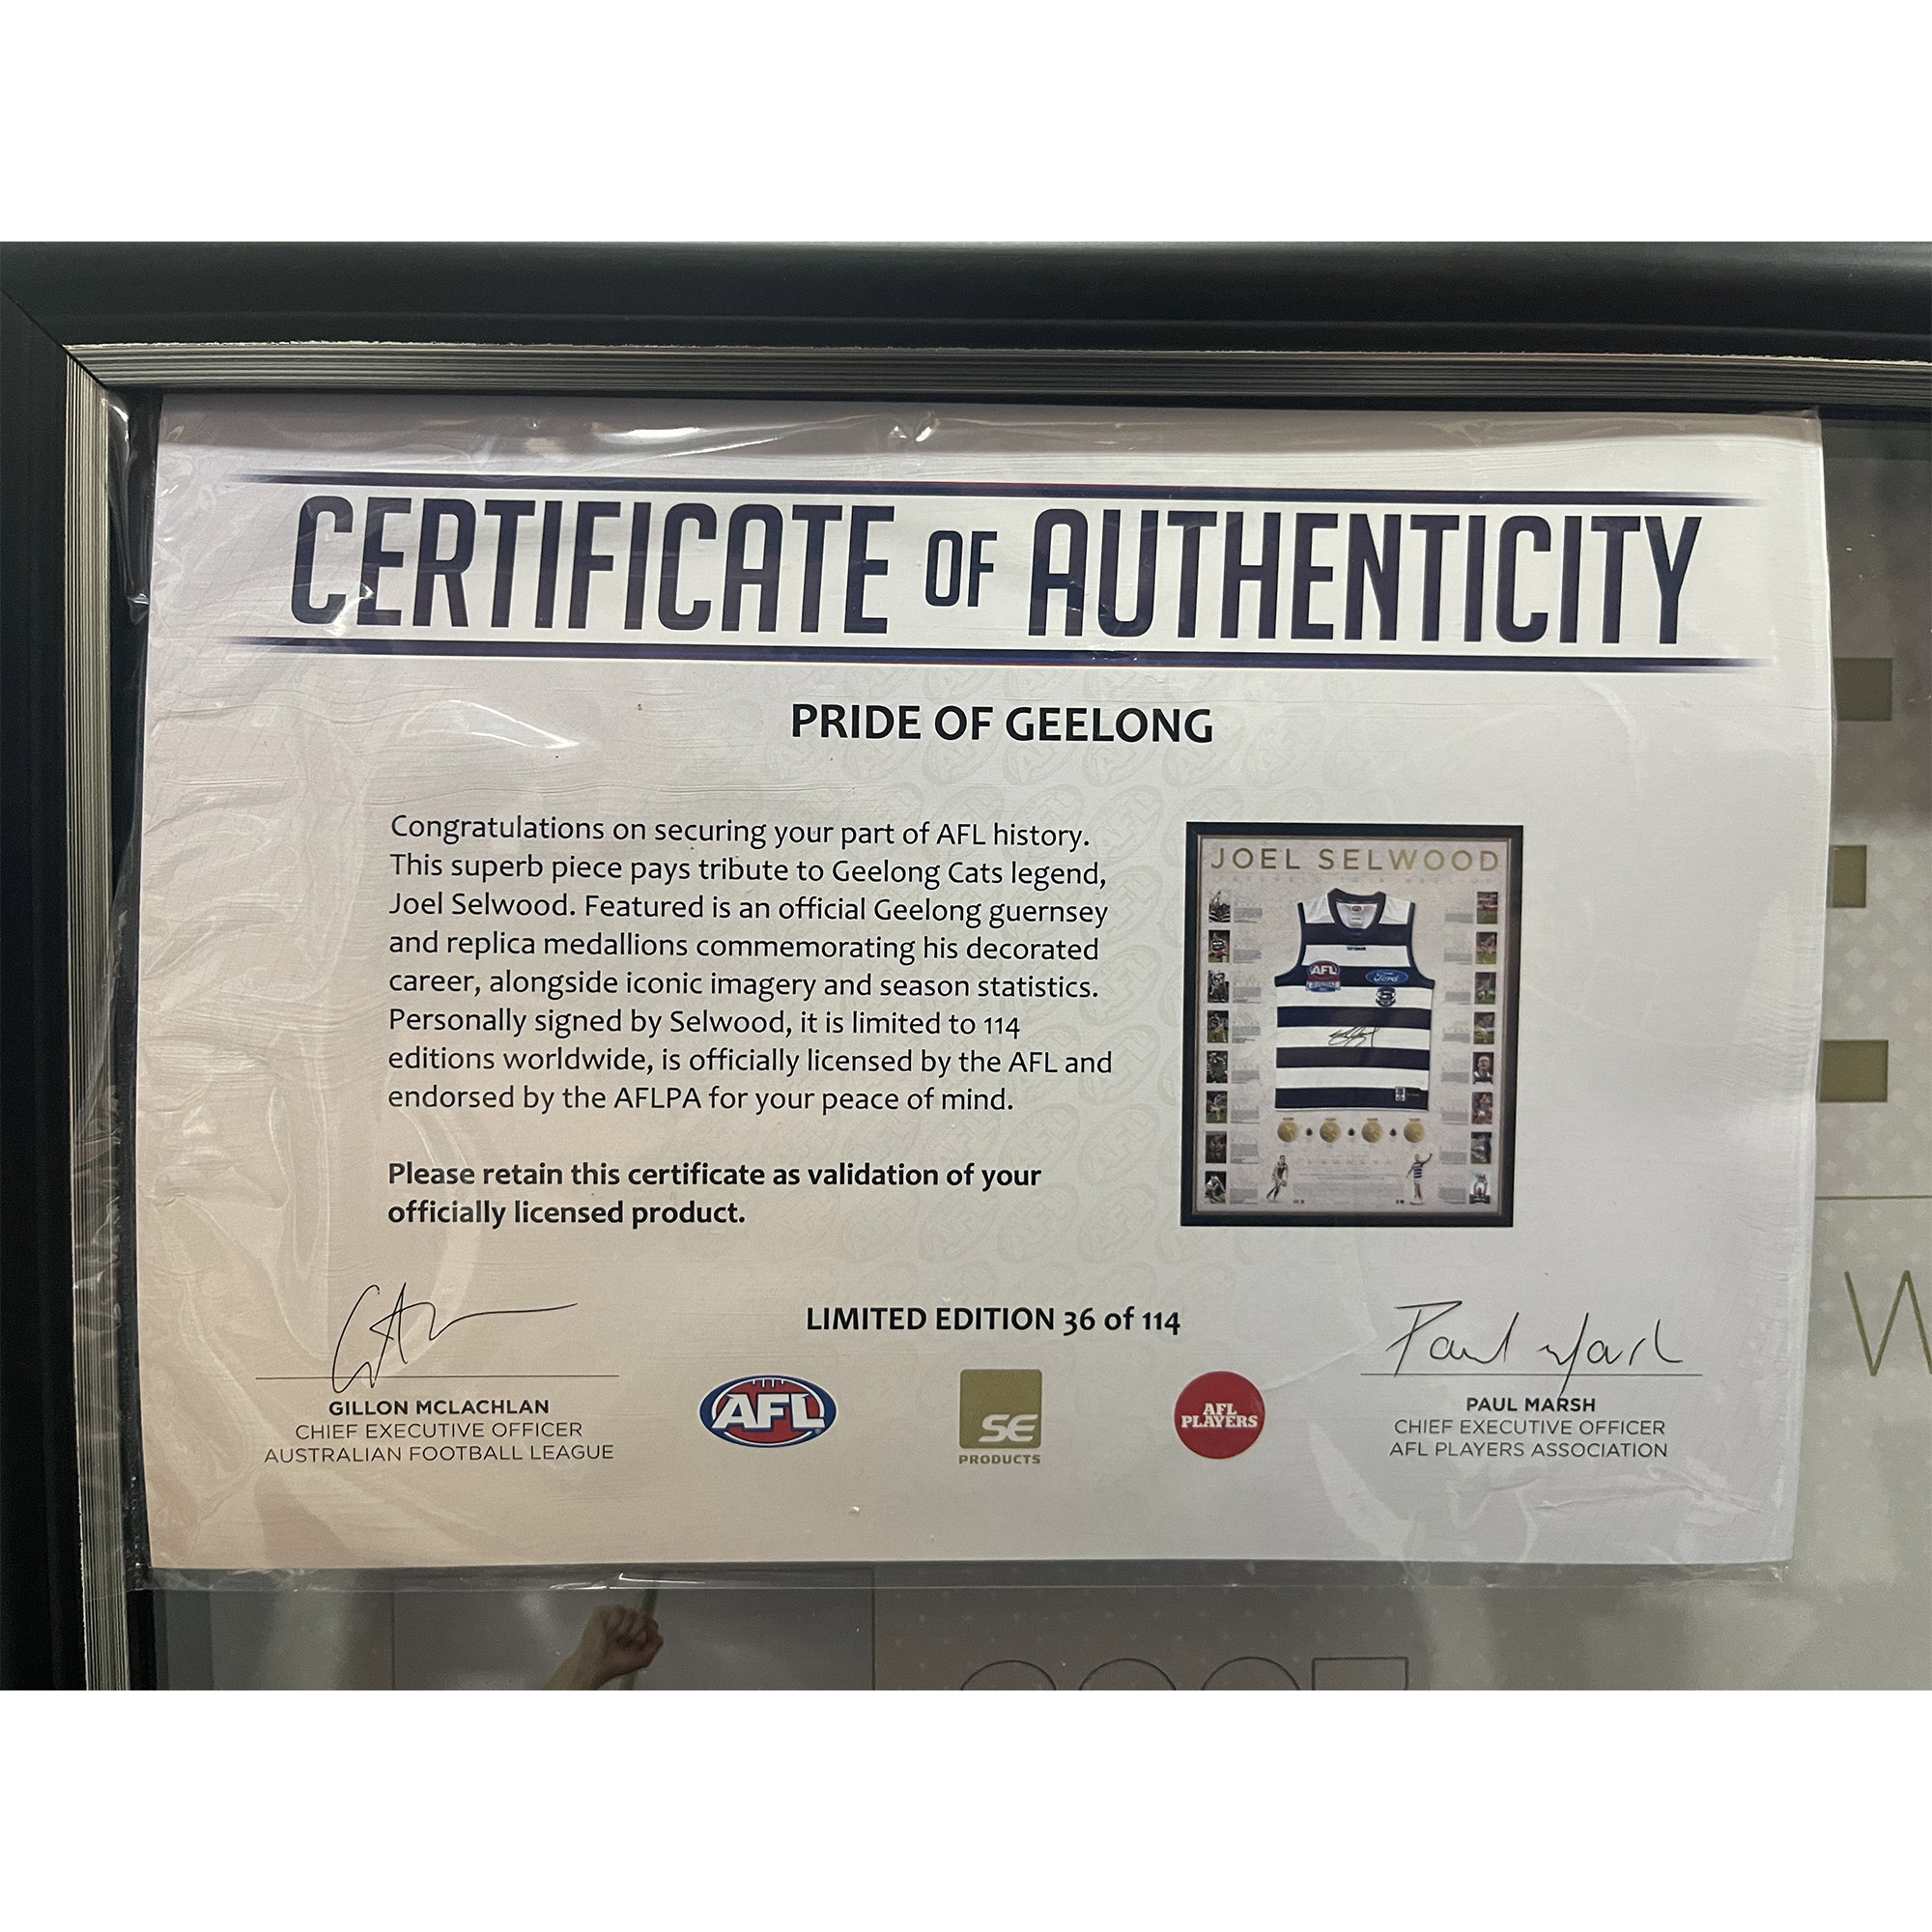 CERTIFICATE OF AUTHENTICITY
PRIDE OF GEELONG
Congratulations on securing your part of AFL history.
This superb piece pays tribute to Geelong Cats legend,
Joel Selwood. Featured is an official Geelong guernsey
and replica medallions commemorating his decorated
career, alongside iconic imagery and season statistics.
Personally signed by Selwood, it is limited to 114
editions worldwide, is officially licensed by the AFL and
endorsed by the AFLPA for your peace of mind.
Please retain this certificate as validation of your
officially licensed product.
JOEL SELWOOD
AFL
Ford
LIMITED EDITION 36 of 114
Paul Marsh
GILLON MCLACHLAN
CHIEF EXECUTIVE OFFICER
AUSTRALIAN FOOTBALL LEAGUE
AFL
SE
PRODUCTS
AFL
PLAYERS
PAUL MARSH
CHIEF EXECUTIVE OFFICER
AFL PLAYERS ASSOCIATION
W